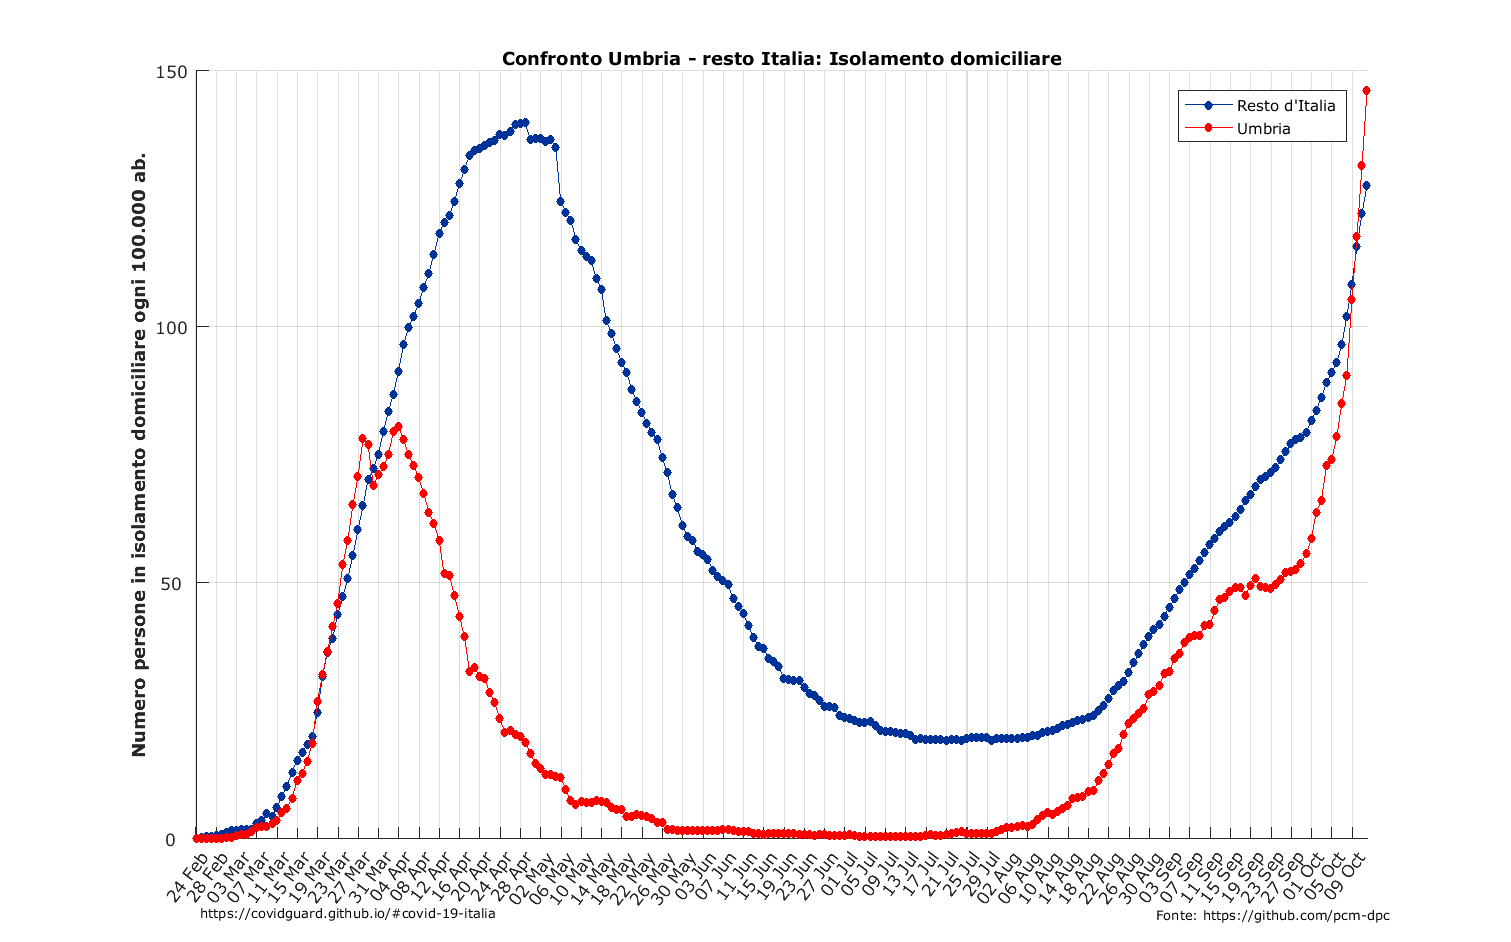 Confronto Umbria - resto Italia: Isolamento domiciliare
Numero persone in isolamento domiciliare ogni 100.000 ab.
150
100
50
0
Resto d'Italia
Umbria
24 Feb
28 Feb
03 Mar
07 Mar
11 Mar
15 Mar
19 Mar
23 Mar
27 Mar
31 Mar
04 Apr
08 Apr
12 Apr
16 Apr
20 Apr
24 Apr
28 Apr
02 May
06 May
10 May
14 May
18 May
22 May
26 May
30 May
03 Jun
07 Jun
11 Jun
15 Jun
19 Jun
23 Jun
27 Jun
01 Jul
05 Jul
09 Jul
13 Jul
17 Jul
21 Jul
25 Jul
29 Jul
02 Aug
06 Aug
10 Aug
14 Aug
18 Aug
22 Aug
26 Aug
30 Aug
03 Sep
07 Sep
11 Sep
15 Sep
19 Sep
23 Sep
27 Sep
01 Oct
05 Oct
09 Oct
https://covidguard.github.io/#covid-19-italia
Fonte: https://github.com/pcm-dpc